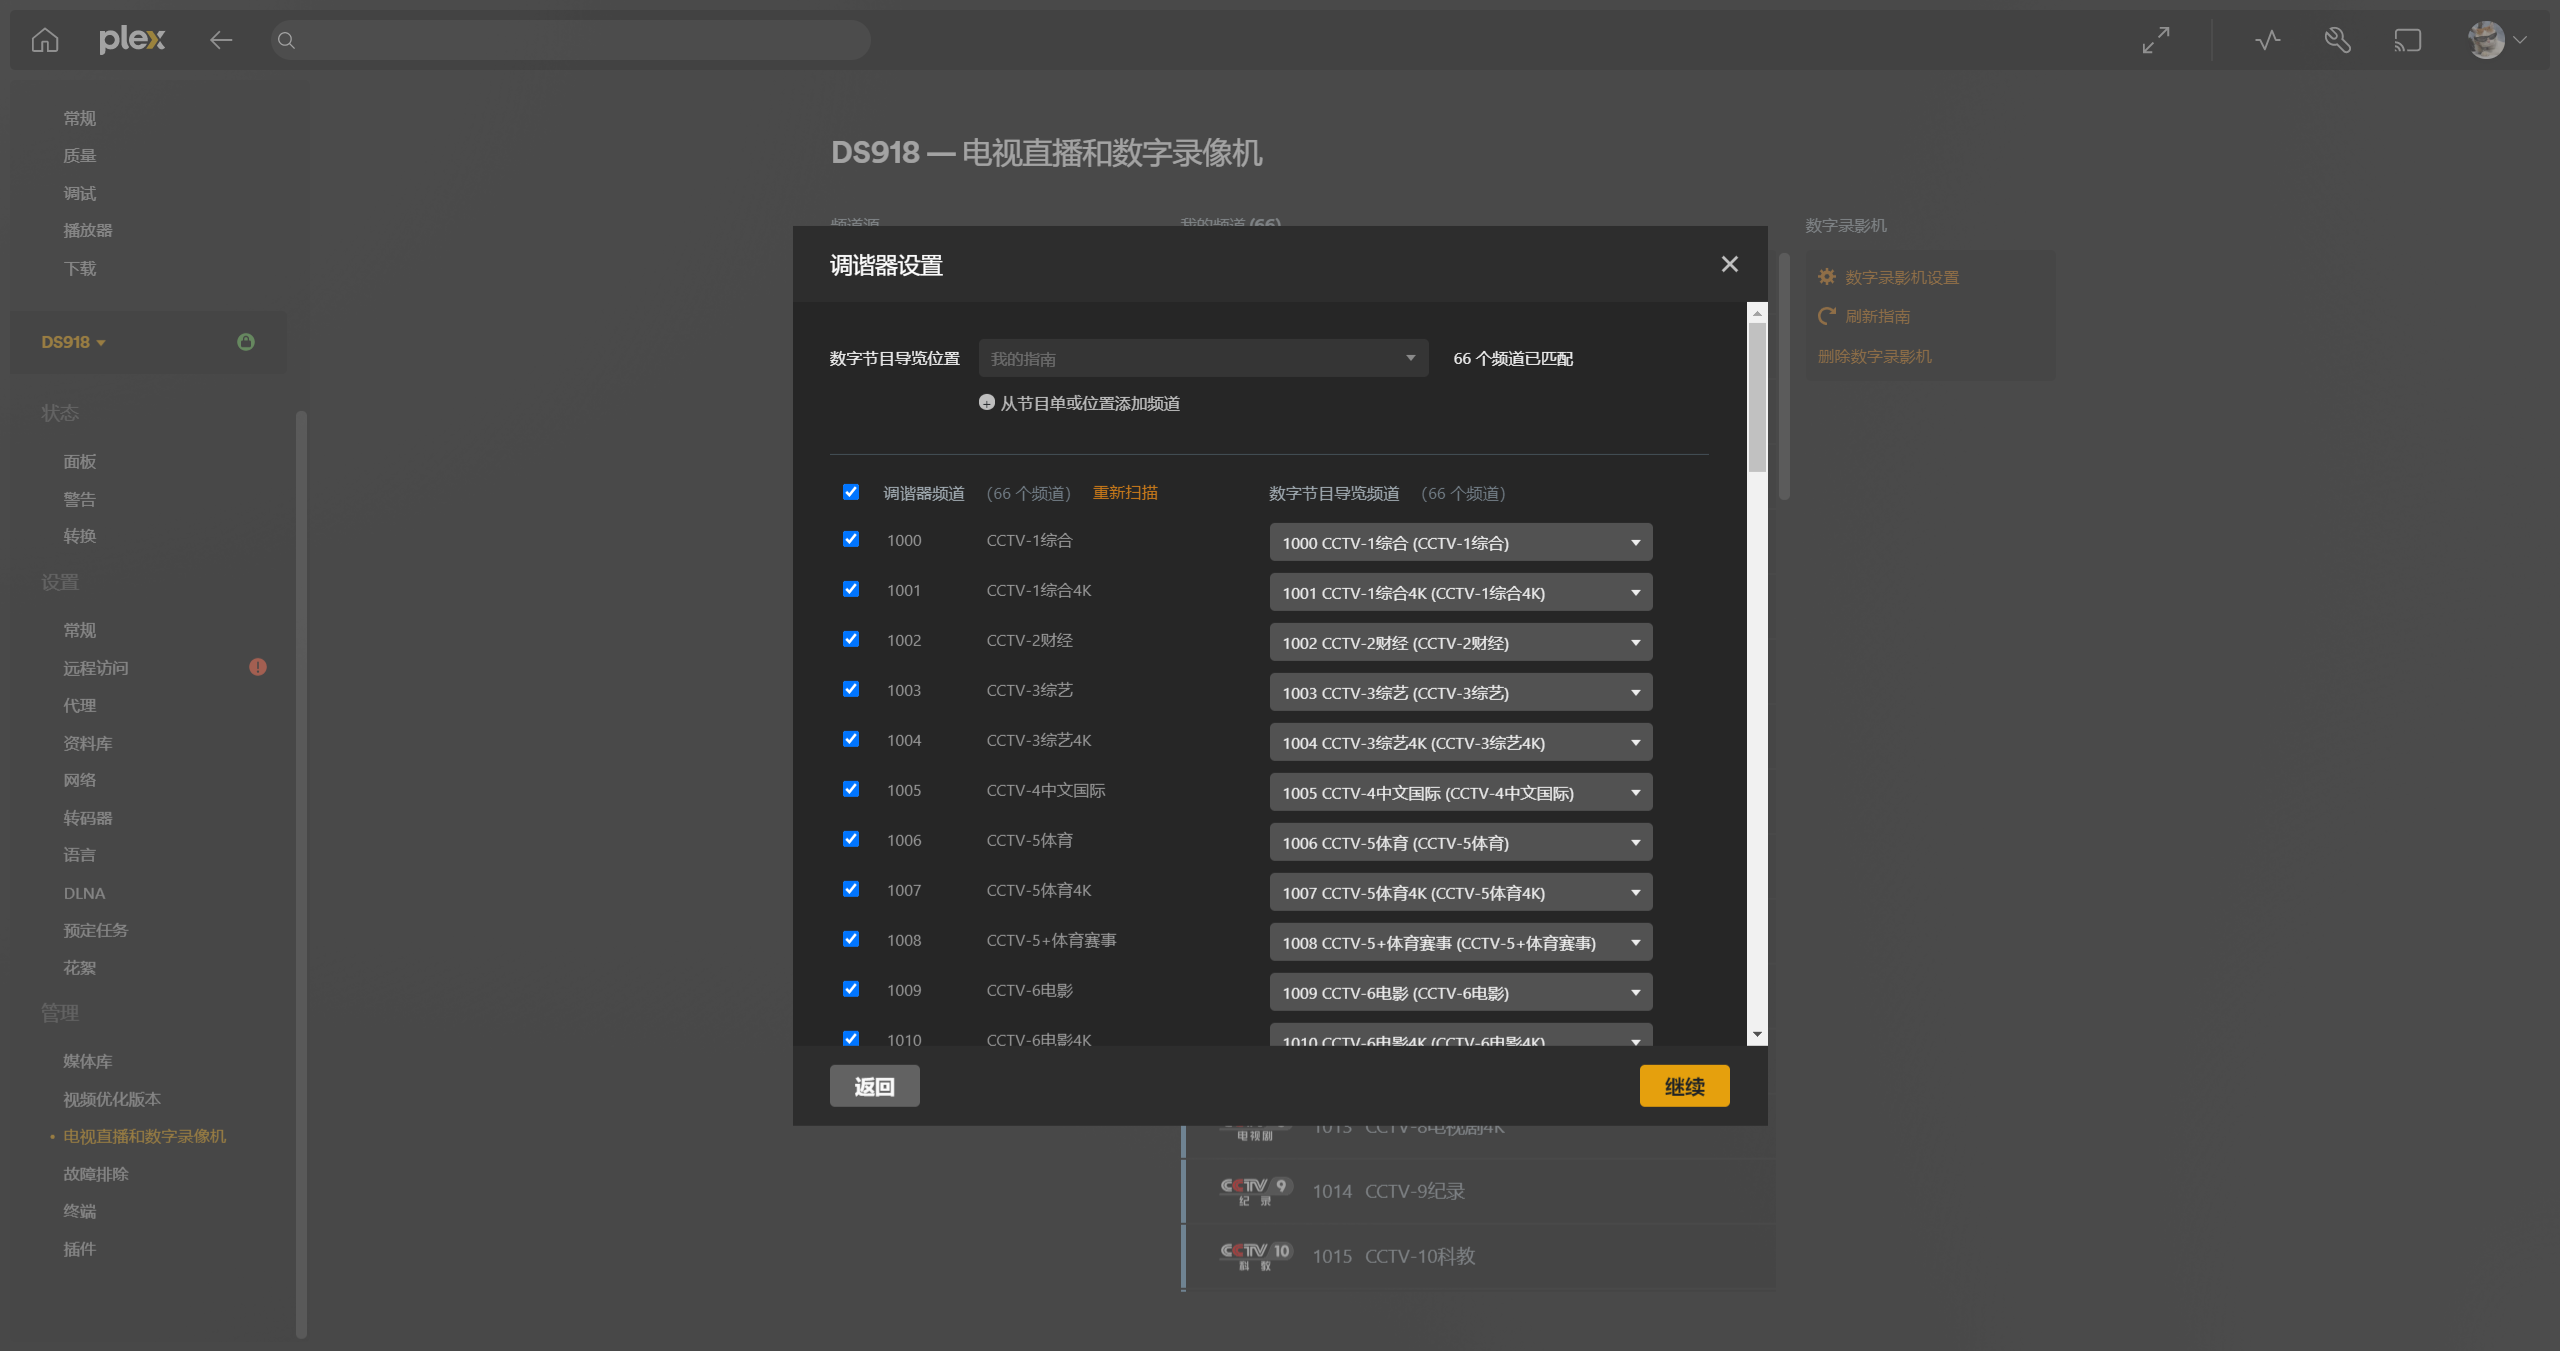 plex
常规
质量
调试
播放器
下载
DS918
状态
面板
警告
转换
设置
常规
远程访问
代理
资料库
网络
转码器
语言
DLNA
预定任务
花絮
管理
媒体库
视频优化版本
电视直播和数字录像机
故障排除
终端
插件
DS918 — 电视直播和数字录像机
频道源
我的频道 (66)
数字录影机
数字录影机设置
刷新指南
删除数字录影机
调谐器设置
数字节目导览位置 我的指南 66 个频道已匹配
从节目单或位置添加频道
调谐器频道 (66 个频道) 重新扫描 数字节目导览频道 (66 个频道)
1000 CCTV-1综合 1000 CCTV-1综合 (CCTV-1综合)
1001 CCTV-1综合4K 1001 CCTV-1综合4K (CCTV-1综合4K)
1002 CCTV-2财经 1002 CCTV-2财经 (CCTV-2财经)
1003 CCTV-3综艺 1003 CCTV-3综艺 (CCTV-3综艺)
1004 CCTV-3综艺4K 1004 CCTV-3综艺4K (CCTV-3综艺4K)
1005 CCTV-4中文国际 1005 CCTV-4中文国际 (CCTV-4中文国际)
1006 CCTV-5体育 1006 CCTV-5体育 (CCTV-5体育)
1007 CCTV-5体育4K 1007 CCTV-5体育4K (CCTV-5体育4K)
1008 CCTV-5+体育赛事 1008 CCTV-5+体育赛事 (CCTV-5+体育赛事)
1009 CCTV-6电影 1009 CCTV-6电影 (CCTV-6电影)
1010 CCTV-6电影4K 1010 CCTV-6电影4K (CCTV-6电影4K)
返回 继续
电视剧 1013 CCTV-8电视剧4K
CCTV 9 纪录 1014 CCTV-9纪录
CCTV 10 科教 1015 CCTV-10科教